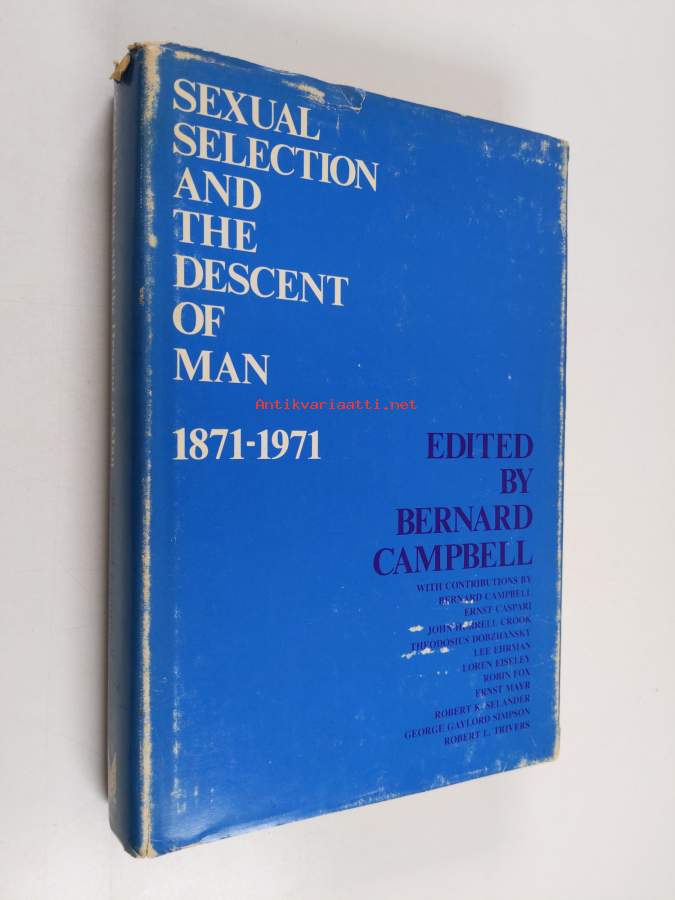 SEXUAL
SELECTION
AND
THE
DESCENT
OF
MAN
1871-1971
Antikvariaatti.net
EDITED
BY
BERNARD
CAMPBELL
WITH CONTRIBUTIONS BY
BERNARD CAMPBELL
ERNST CASPARI
JOHN HURRELL CROOK
THEODOSIUS DOBZHANSKY
LEE EHRMAN
LOREN EISELEY
ROBIN FOX
ERNST MAYR
ROBERT K. SELANDER
GEORGE GAYLORD SIMPSON
ROBERT L. TRIVERS